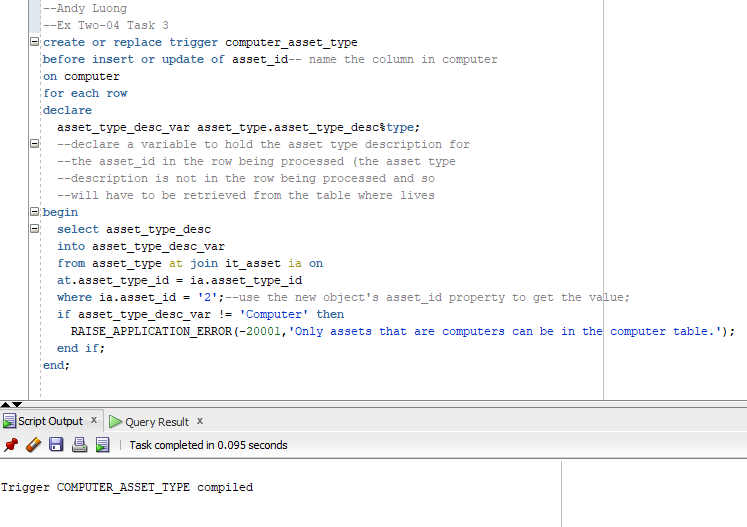 --Andy Luong
--Ex Two-04 Task 3
create or replace trigger computer_asset_type
before insert or update of asset_id-- name the column in computer
on computer
for each row
declare
asset_type_desc_var asset_type.asset_type_desc%type;
--declare a variable to hold the asset type description for
--the asset_id in the row being processed (the asset type
--description is not in the row being processed and so
--will have to be retrieved from the table where lives
begin
select asset_type_desc
into asset_type_desc_var
from asset_type at join it_asset ia on
at.asset_type_id = ia.asset_type_id
where ia.asset_id = '2';--use the new object's asset_id property to get the value;
if asset_type_desc_var != 'Computer' then
RAISE_APPLICATION_ERROR(-20001,'Only assets that are computers can be in the computer table.');
end if;
end;
Script Output x Query Result x
Task completed in 0.095 seconds
Trigger COMPUTER_ASSET_TYPE compiled